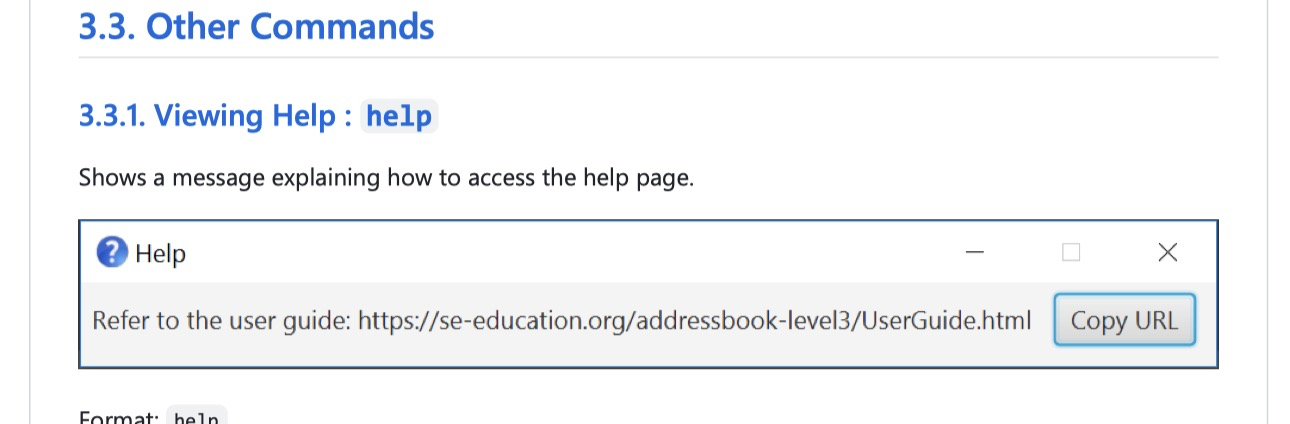 3.3. Other Commands
3.3.1. Viewing Help : help
Shows a message explaining how to access the help page.
Help
Refer to the user guide: https://se-education.org/addressbook-level3/UserGuide.html Copy URL
Format: help